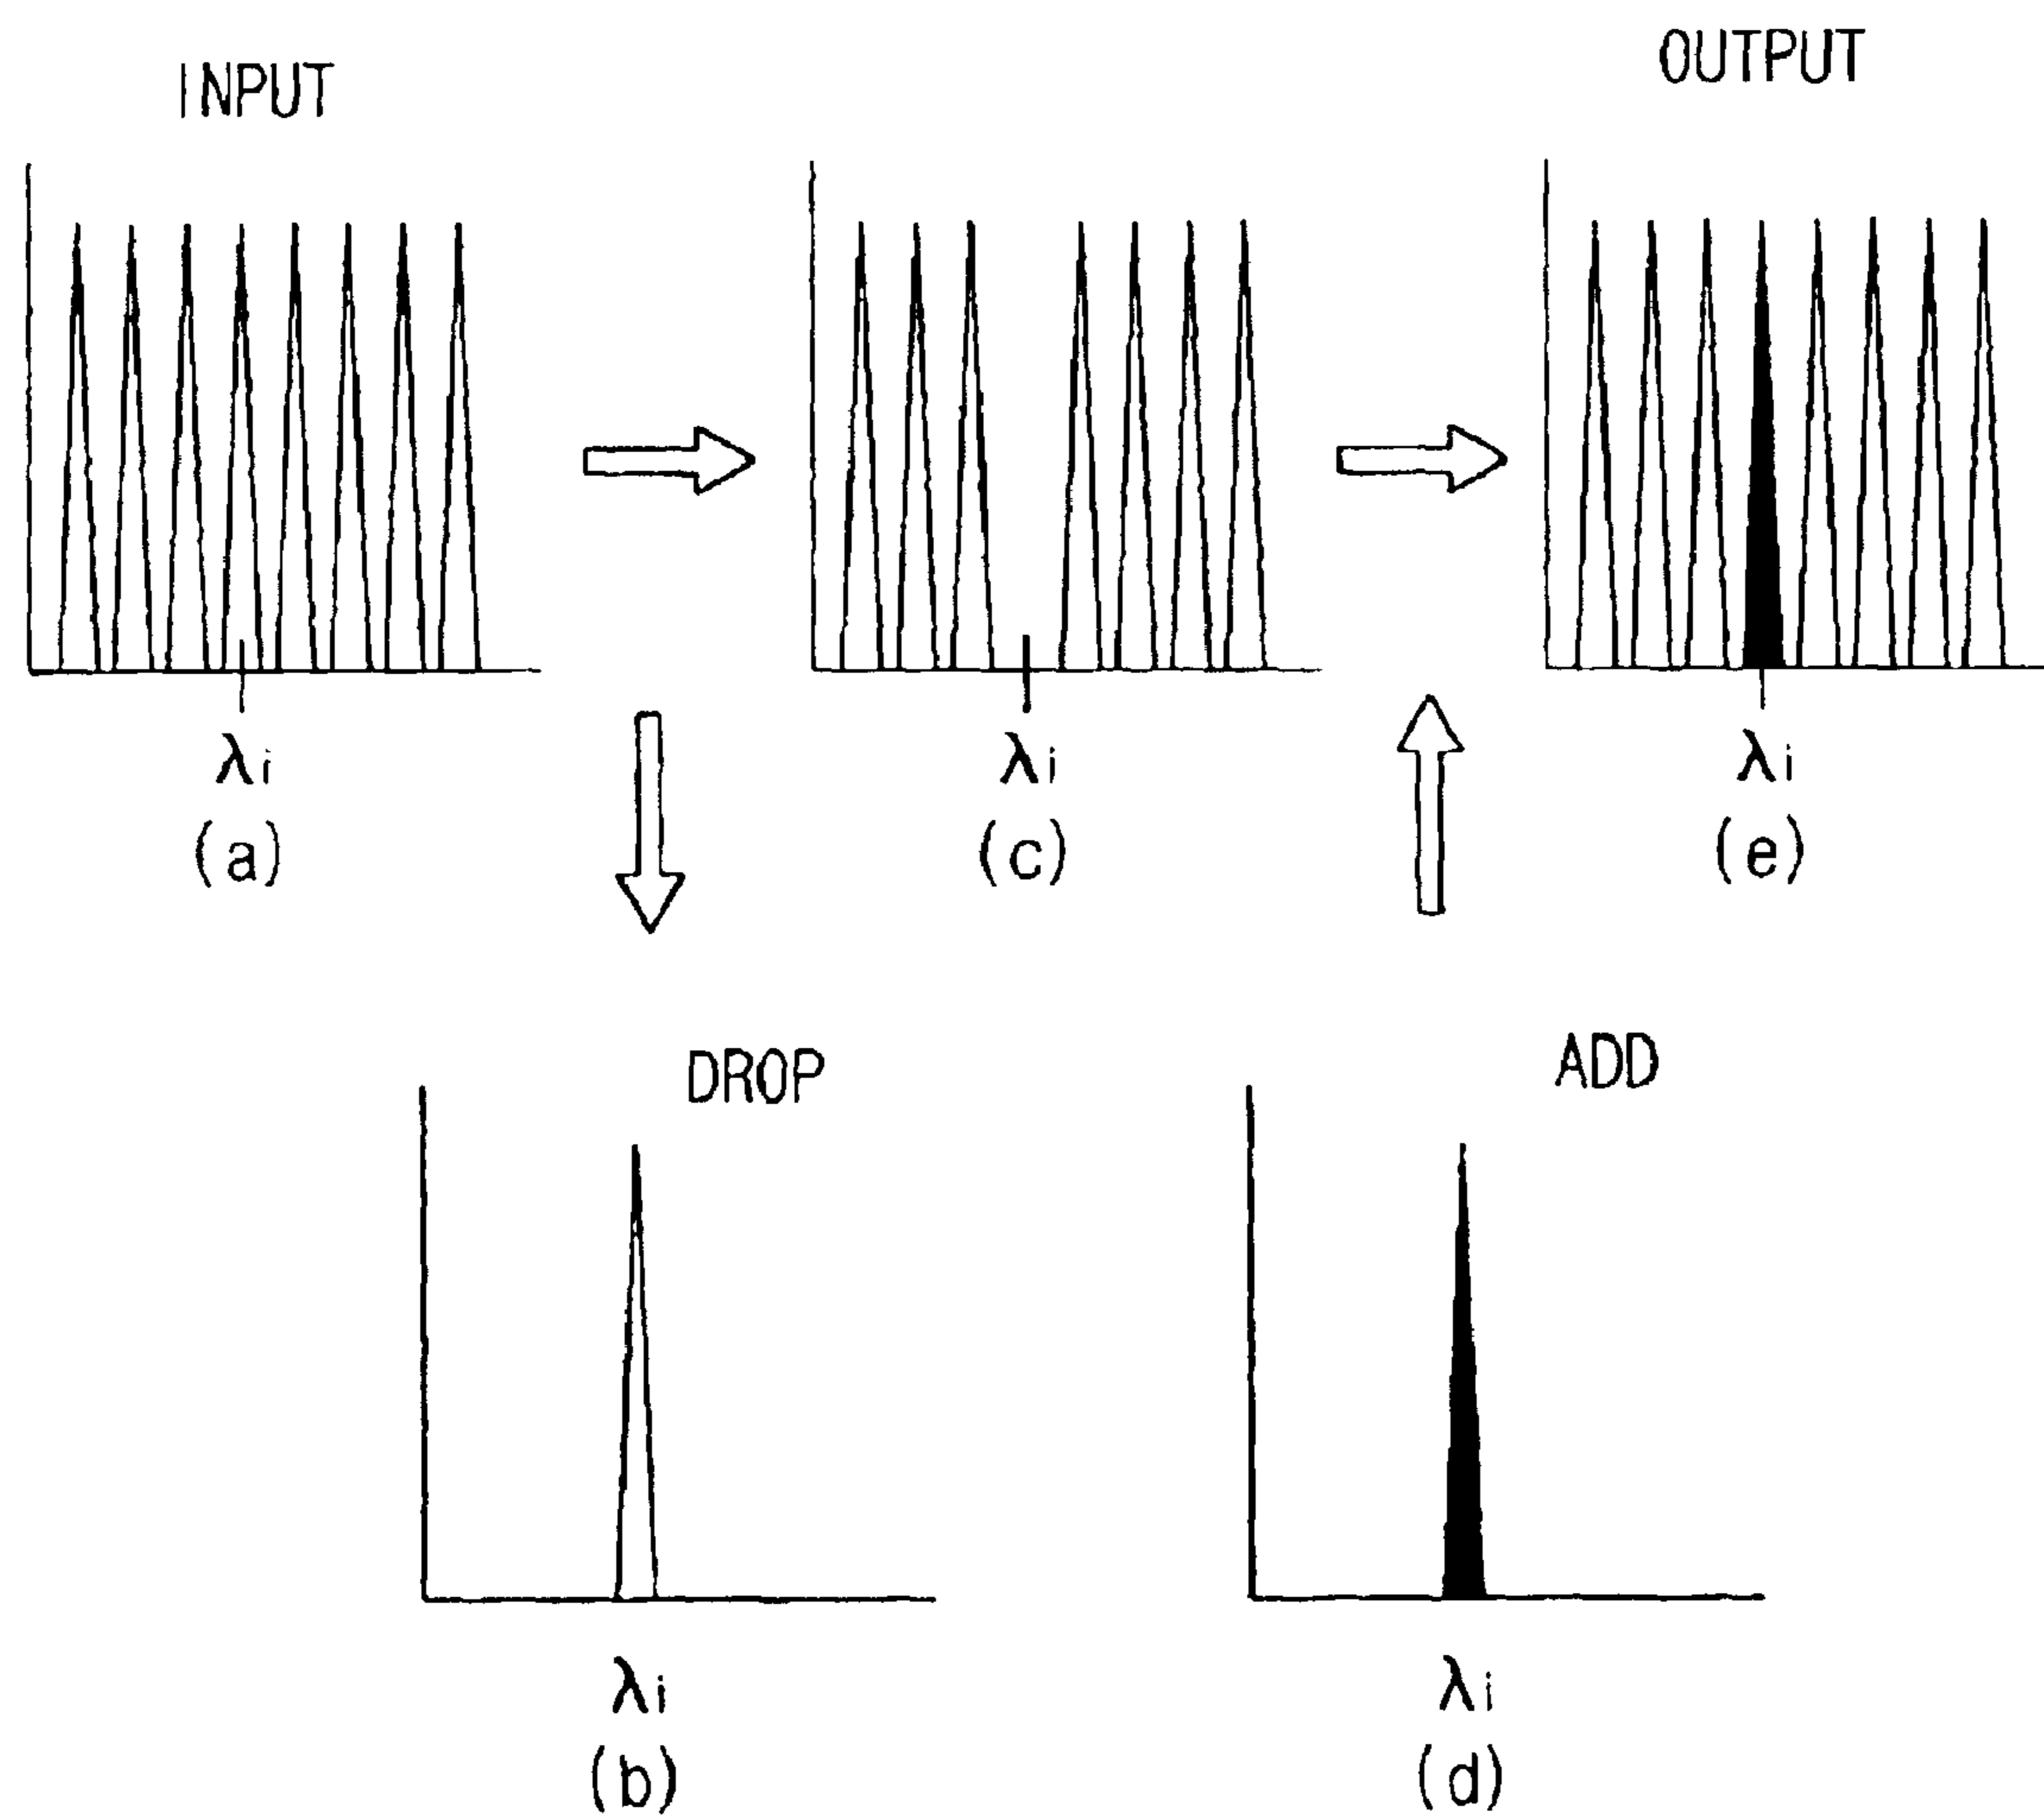 INPUT
OUTPUT
λi
(a)
λi
(c)
λi
(e)
DROP
ADD
λi
(b)
λi
(d)